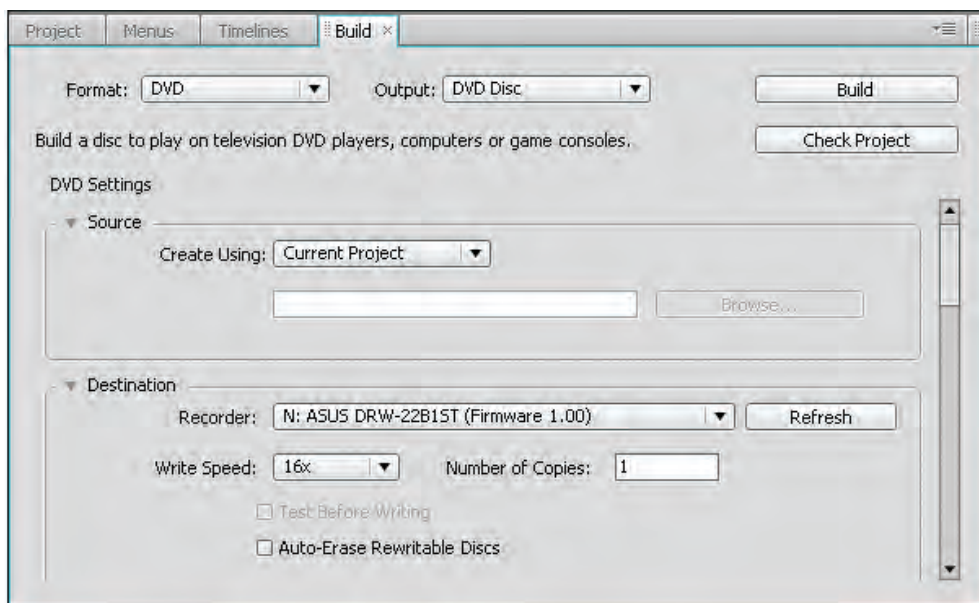 Project Menus Timelines Build ×
Format: DVD Output: DVD Disc Build
Build a disc to play on television DVD players, computers or game consoles. Check Project
DVD Settings
Source
Create Using: Current Project
Browse...
Destination
Recorder: N: ASUS DRW-22B1ST (Firmware 1.00) Refresh
Write Speed: 16x Number of Copies: 1
Test Before Writing
Auto-Erase Rewritable Discs